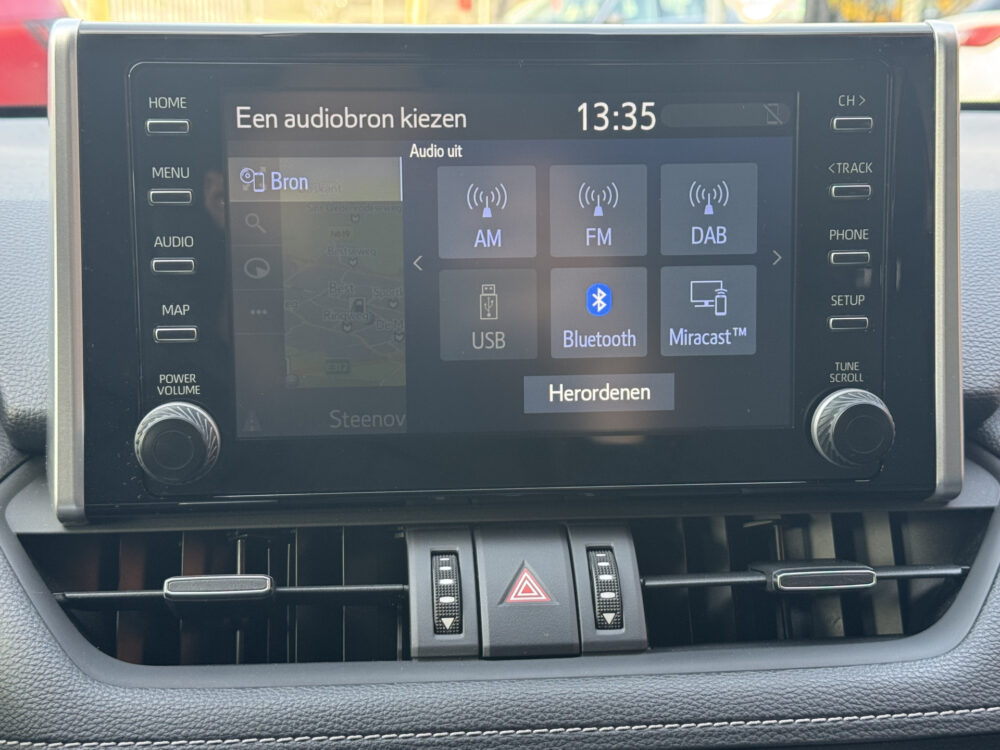 HOME
MENU
AUDIO
MAP
POWER
VOLUME
Een audiobron kiezen
13:35
Audio uit
Bron
AM
FM
DAB
USB
Bluetooth
Miracast™
Herordenen
Steenov
E312
CH >
<TRACK
PHONE
SETUP
TUNE
SCROLL